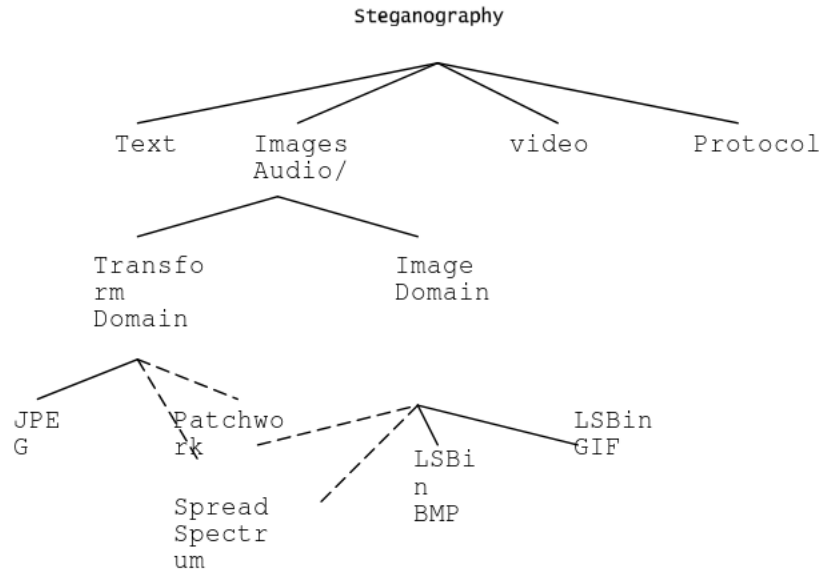 Steganography
Text
Images
Audio/
video
Protocol
Transfo
rm
Domain
Image
Domain
JPE
G
Patchwo
rk
LSBin
GIF
LSBi
n
BMP
Spread
Spectr
um